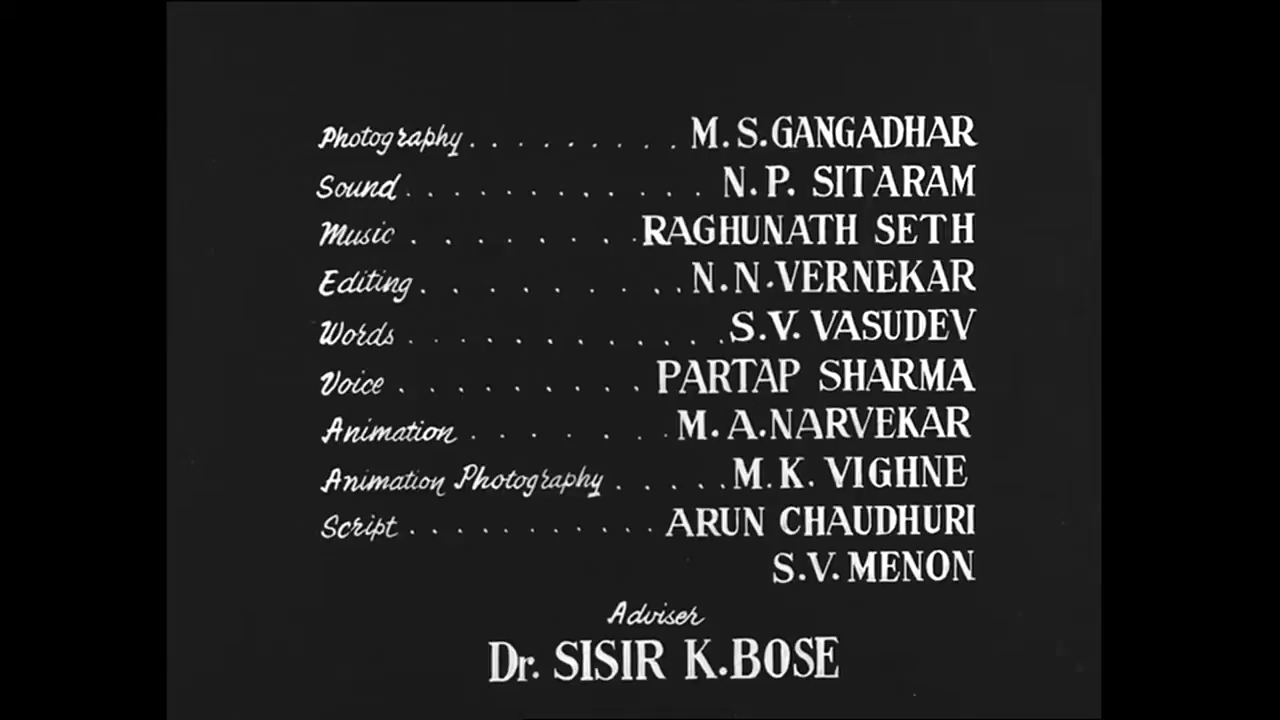 Photography . . . . . . . . . M. S. GANGADHAR
Sound . . . . . . . . . . . . . N. P. SITARAM
Music . . . . . . . . RAGHUNATH SETH
Editing . . . . . . . . . . N. N. VERNEKAR
Words . . . . . . . . . . . . . S. V. VASUDEV
Voice . . . . . . . . . PARTAP SHARMA
Animation . . . . . . . M. A. NARVEKAR
Animation Photography . . . . . M. K. VIGHNE
Script . . . . . . . . . . . ARUN CHAUDHURI
S. V. MENON
Adviser
Dr. SISIR K. BOSE